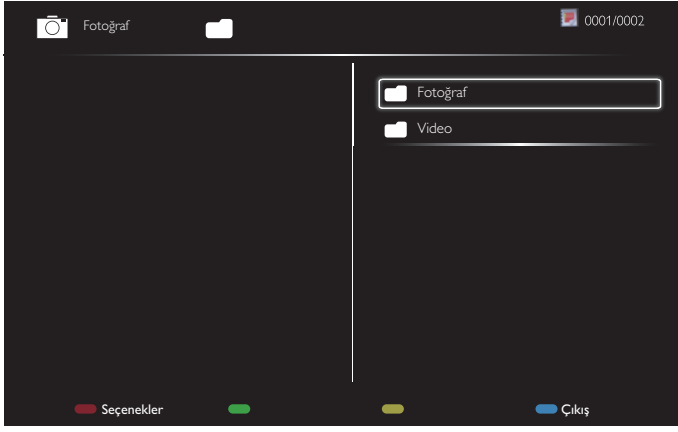 Fotoğraf
0001/0002
Fotoğraf
Video
Seçenekler
Çıkış